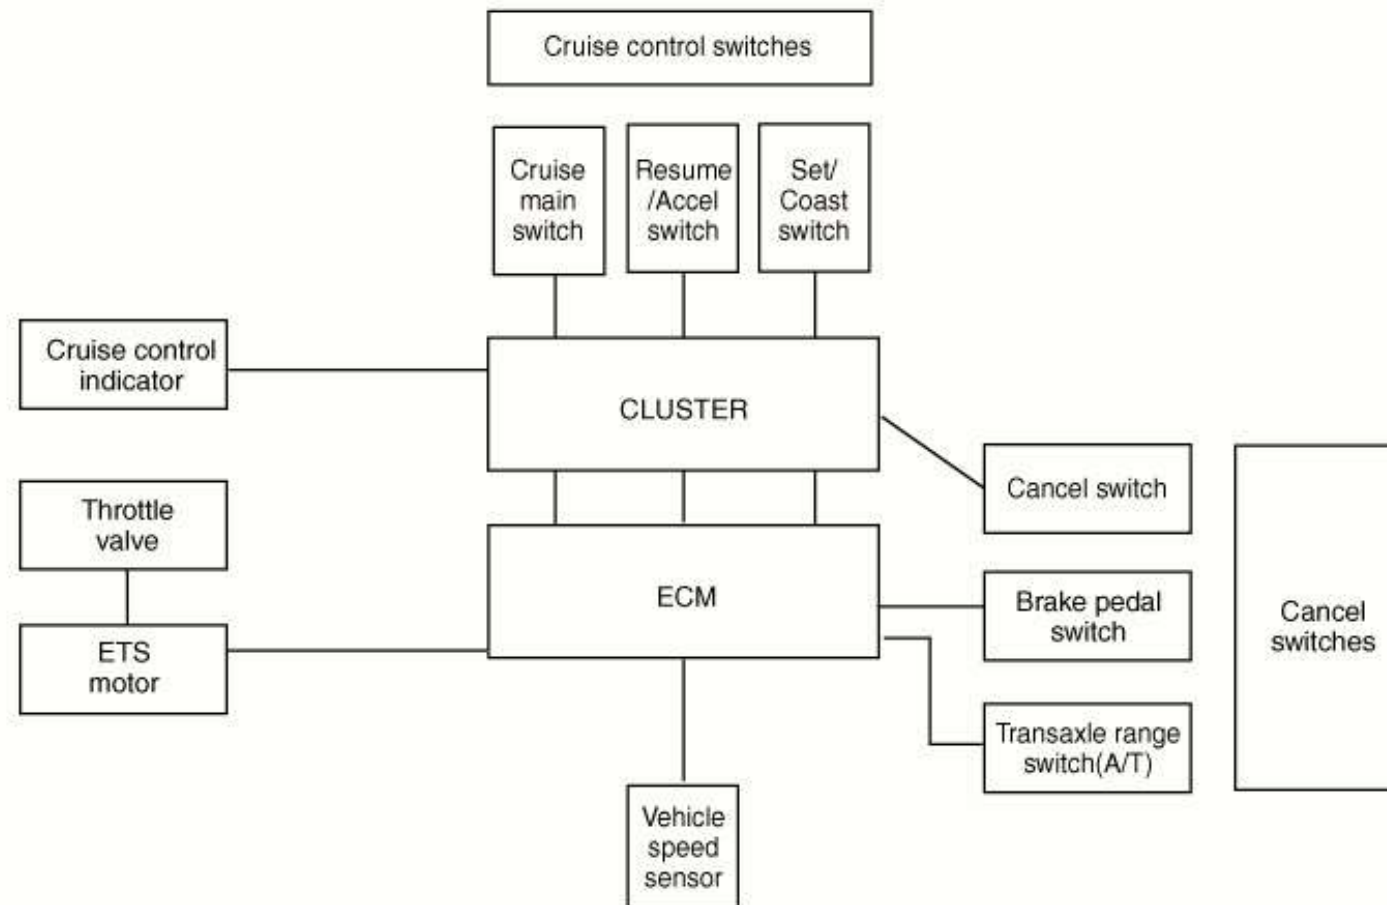 Cruise control switches
Cruise
main
switch
Resume
/Accel
switch
Set/
Coast
switch
Cruise control
indicator
CLUSTER
Cancel switch
Throttle
valve
ECM
Brake pedal
switch
Cancel
switches
ETS
motor
Transaxle range
switch(A/T)
Vehicle
speed
sensor